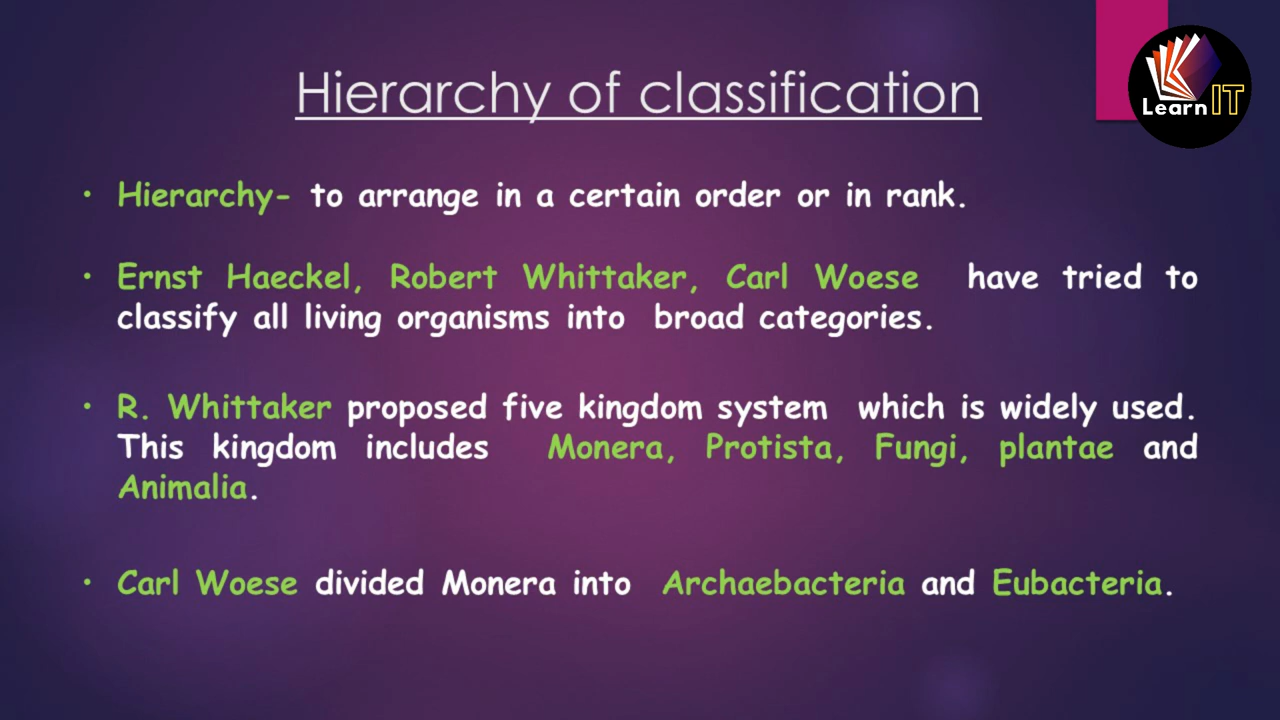 Hierarchy of classification
Learn IT
• Hierarchy- to arrange in a certain order or in rank.
• Ernst Haeckel, Robert Whittaker, Carl Woese have tried to
classify all living organisms into broad categories.
• R. Whittaker proposed five kingdom system which is widely used.
This kingdom includes Monera, Protista, Fungi, plantae and
Animalia.
• Carl Woese divided Monera into Archaebacteria and Eubacteria.